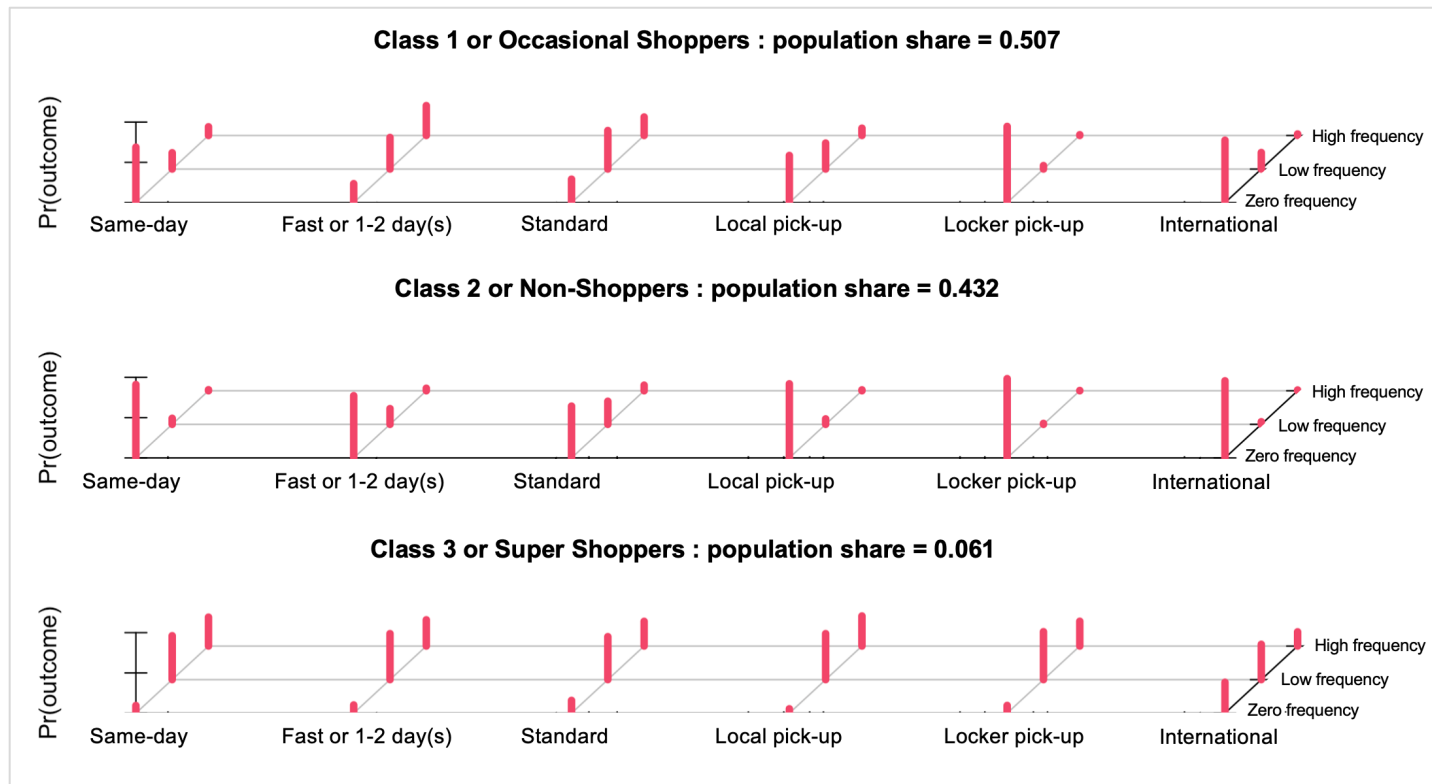 Class 1 or Occasional Shoppers : population share = 0.507
Pr(outcome)
High frequency
Low frequency
Zero frequency
Same-day Fast or 1-2 day(s) Standard Local pick-up Locker pick-up International
Class 2 or Non-Shoppers : population share = 0.432
Pr(outcome)
High frequency
Low frequency
Zero frequency
Same-day Fast or 1-2 day(s) Standard Local pick-up Locker pick-up International
Class 3 or Super Shoppers : population share = 0.061
Pr(outcome)
High frequency
Low frequency
Zero frequency
Same-day Fast or 1-2 day(s) Standard Local pick-up Locker pick-up International